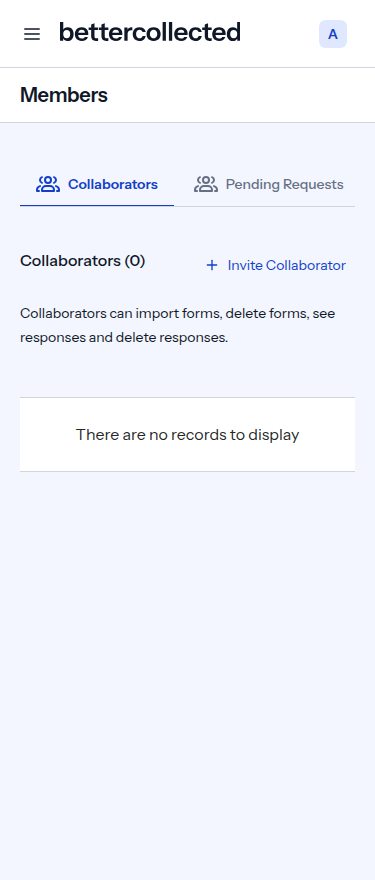 bettercollected
A
Members
Collaborators
Pending Requests
Collaborators (0)
+ Invite Collaborator
Collaborators can import forms, delete forms, see
responses and delete responses.
There are no records to display